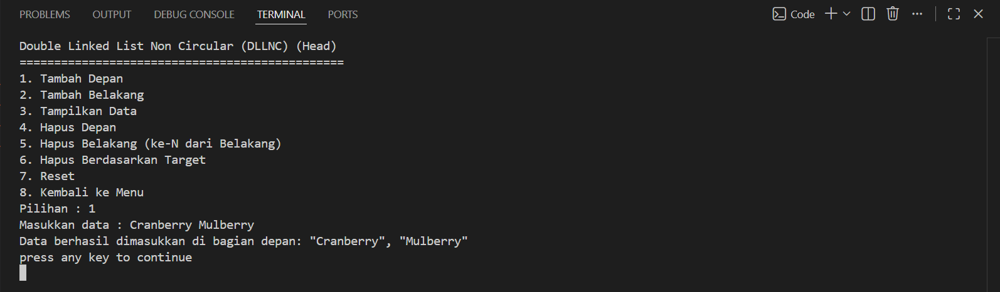 PROBLEMS OUTPUT DEBUG CONSOLE TERMINAL PORTS Code
Double Linked List Non Circular (DLLNC) (Head)
===============================================
1. Tambah Depan
2. Tambah Belakang
3. Tampilkan Data
4. Hapus Depan
5. Hapus Belakang (ke-N dari Belakang)
6. Hapus Berdasarkan Target
7. Reset
8. Kembali ke Menu
Pilihan : 1
Masukkan data : Cranberry Mulberry
Data berhasil dimasukkan di bagian depan: "Cranberry", "Mulberry"
press any key to continue